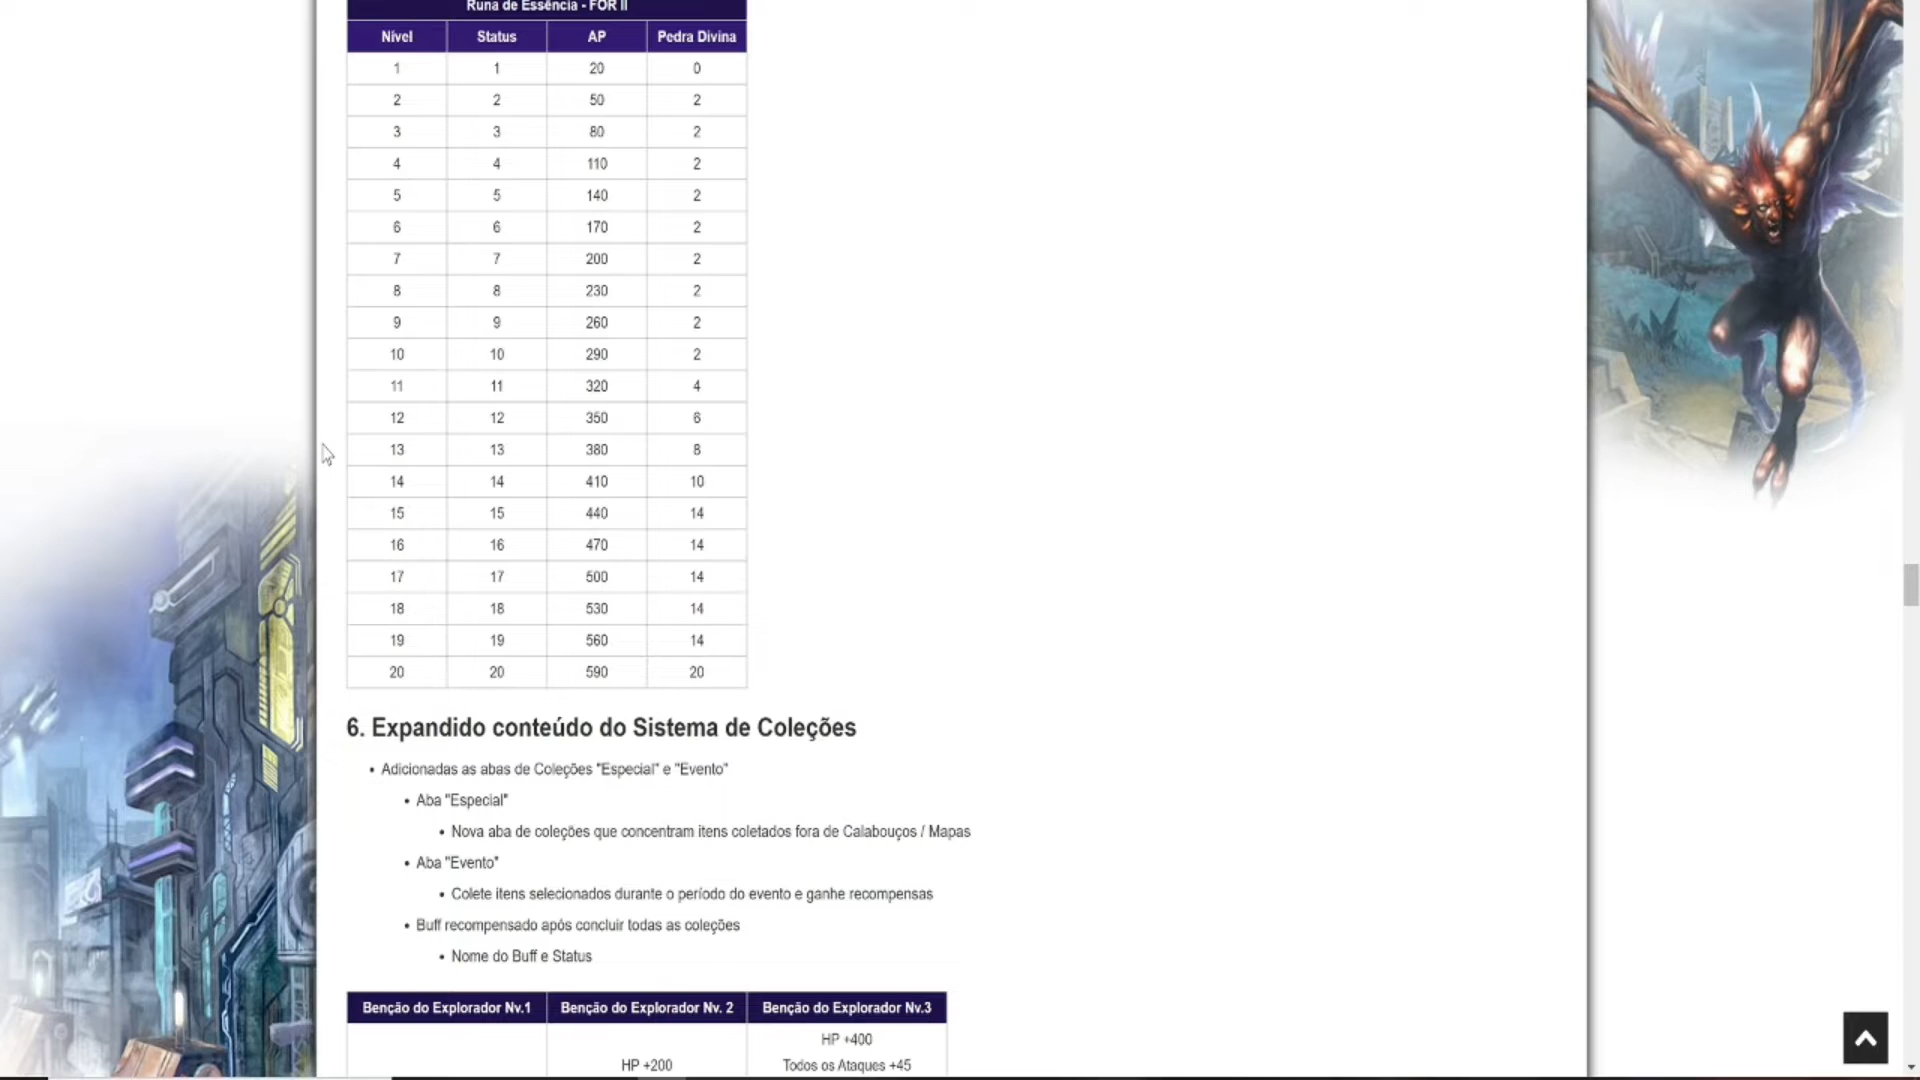 Runa de Essência - FOR II
Nível Status AP Pedra Divina
1 1 20 0
2 2 50 2
3 3 80 2
4 4 110 2
5 5 140 2
6 6 170 2
7 7 200 2
8 8 230 2
9 9 260 2
10 10 290 2
11 11 320 4
12 12 350 6
13 13 380 8
14 14 410 10
15 15 440 14
16 16 470 14
17 17 500 14
18 18 530 14
19 19 560 14
20 20 590 20
6. Expandido conteúdo do Sistema de Coleções
• Adicionadas as abas de Coleções "Especial" e "Evento"
• Aba "Especial"
• Nova aba de coleções que concentram itens coletados fora de Calabouços / Mapas
• Aba "Evento"
• Colete itens selecionados durante o período do evento e ganhe recompensas
• Buff recompensado após concluir todas as coleções
• Nome do Buff e Status
Benção do Explorador Nv.1 Benção do Explorador Nv. 2 Benção do Explorador Nv.3
HP +400
HP +200 Todos os Ataques +45